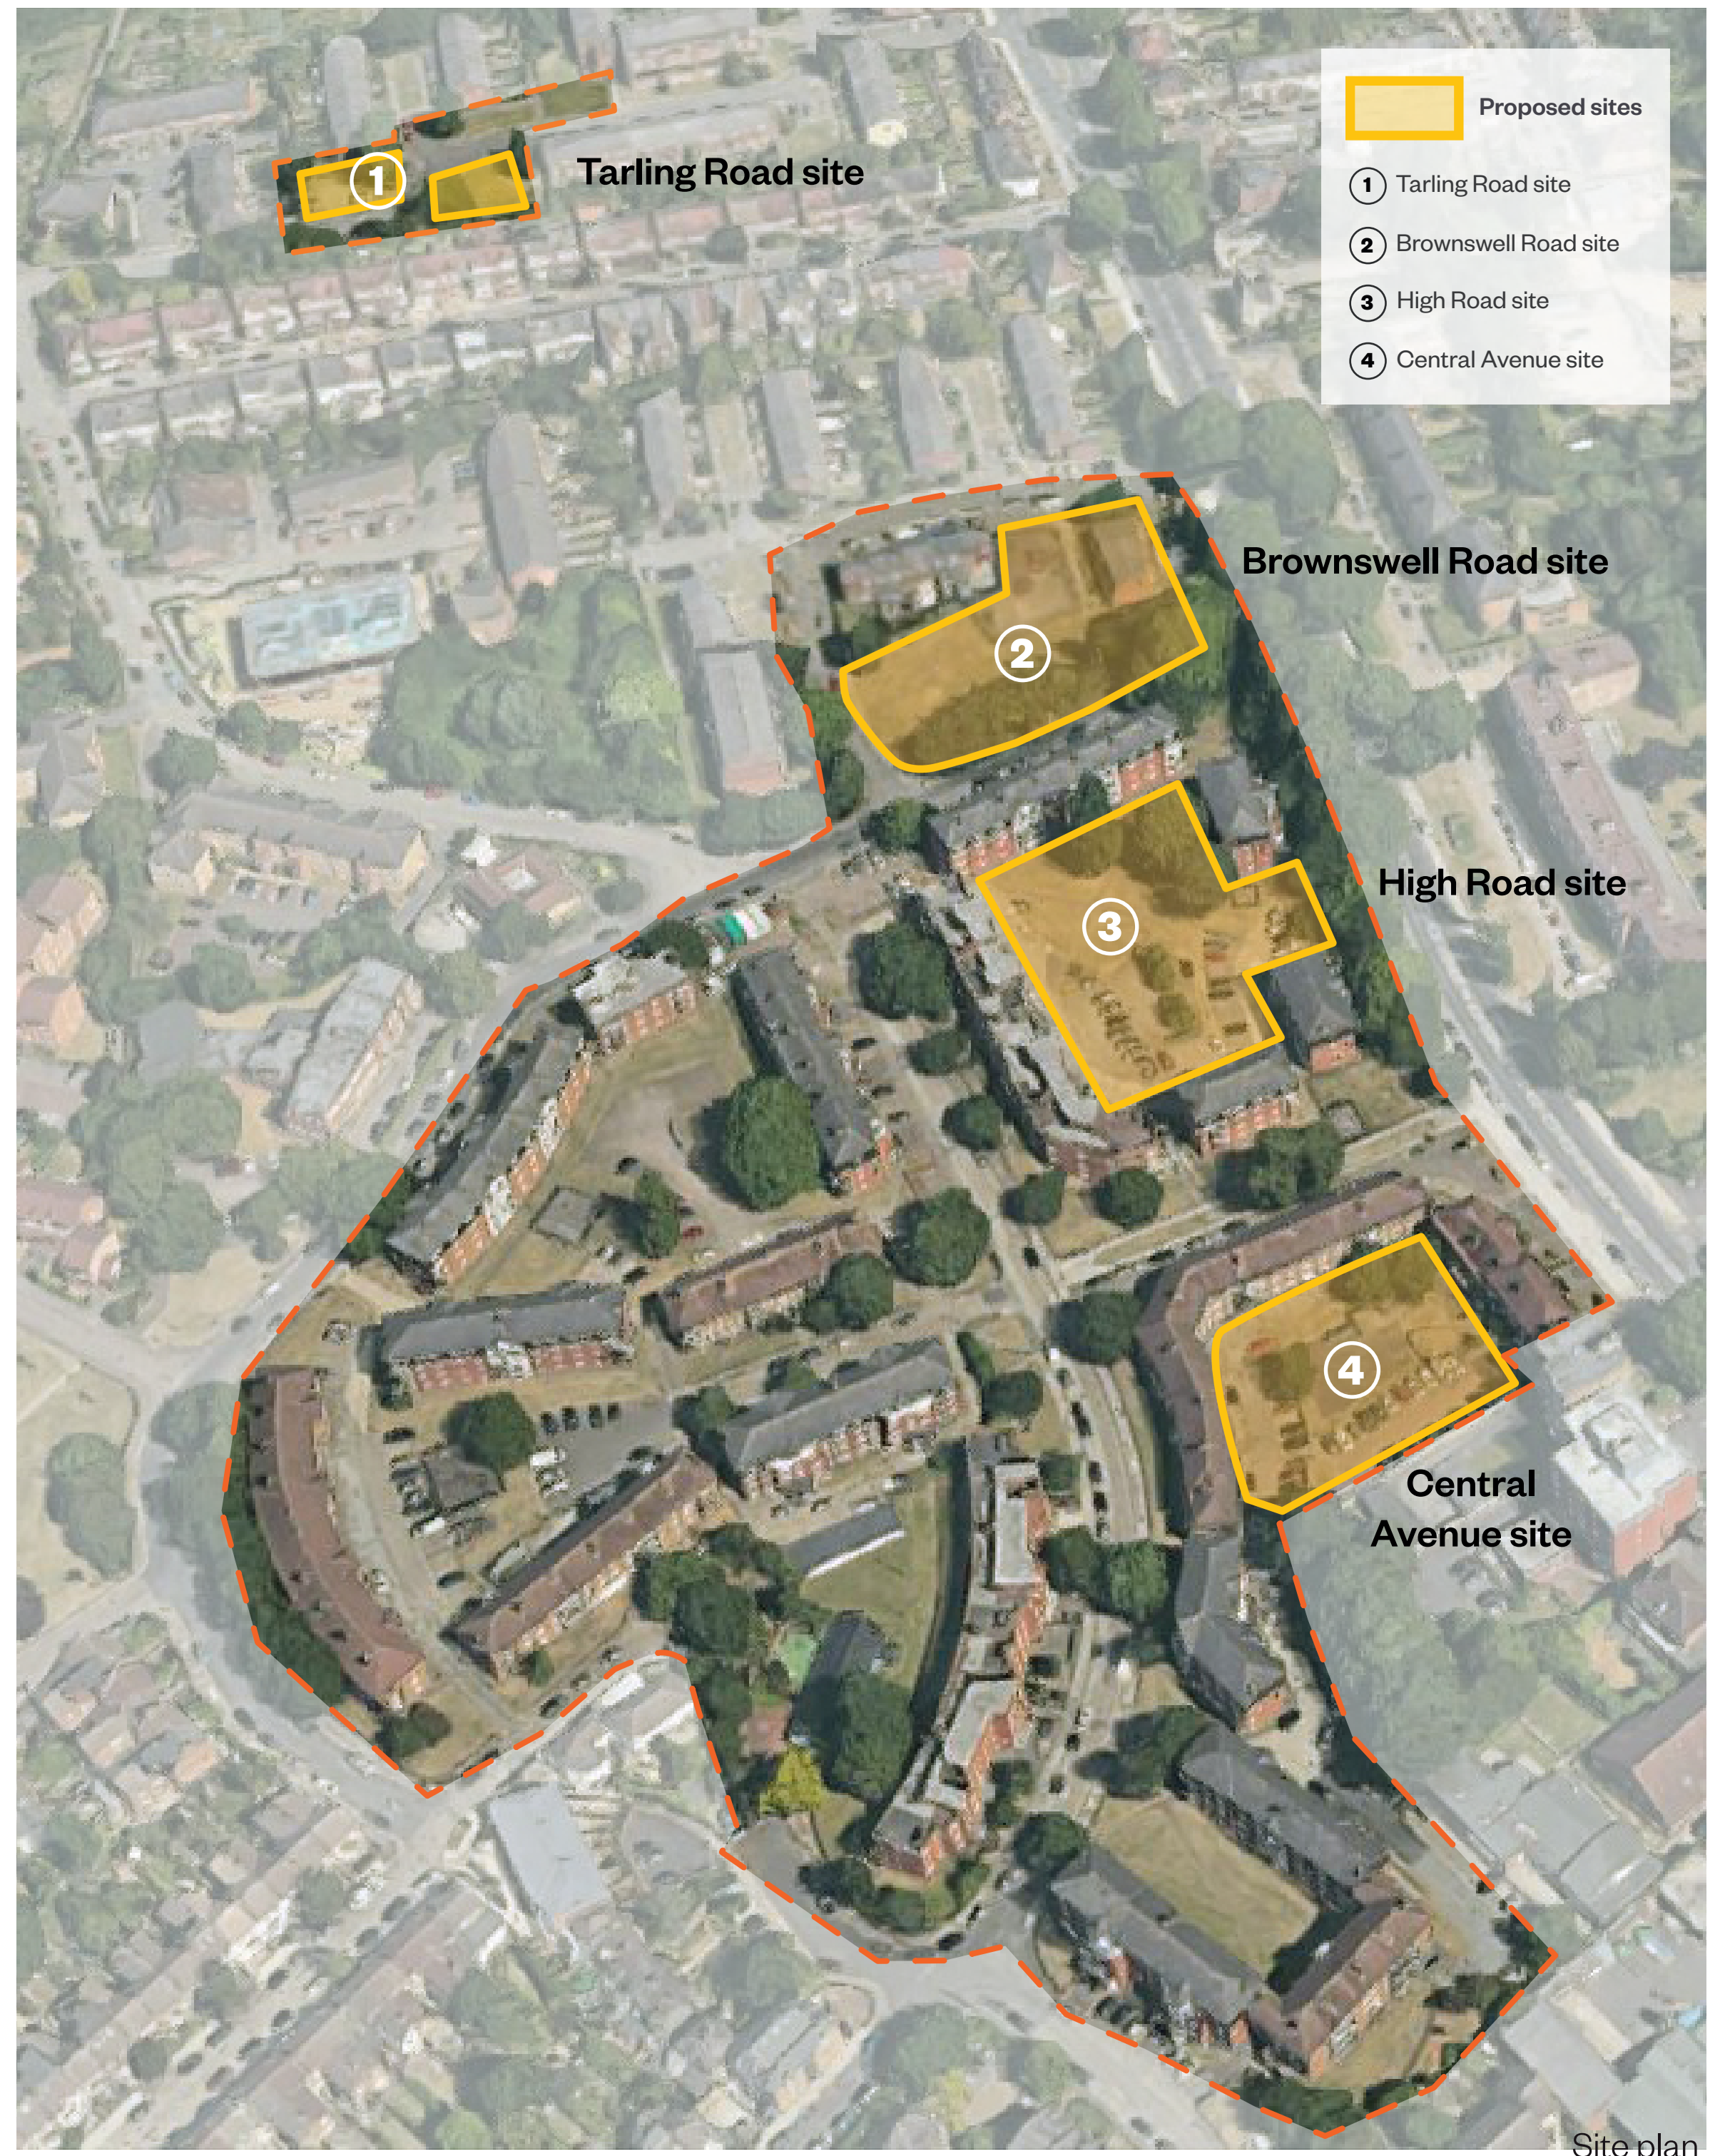 Proposed sites
1 Tarling Road site
2 Brownswell Road site
3 High Road site
4 Central Avenue site
1
Tarling Road site
Brownswell Road site
2
High Road site
3
4
Central
Avenue site
Site plan